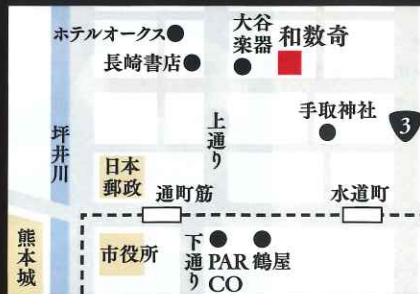 ホテルオークス
大谷
楽器
和数奇
長崎書店
手取神社
3
上通り
坪井川
日本
郵政
通町筋
水道町
熊本城
市役所
下通り
PAR
CO
鶴屋